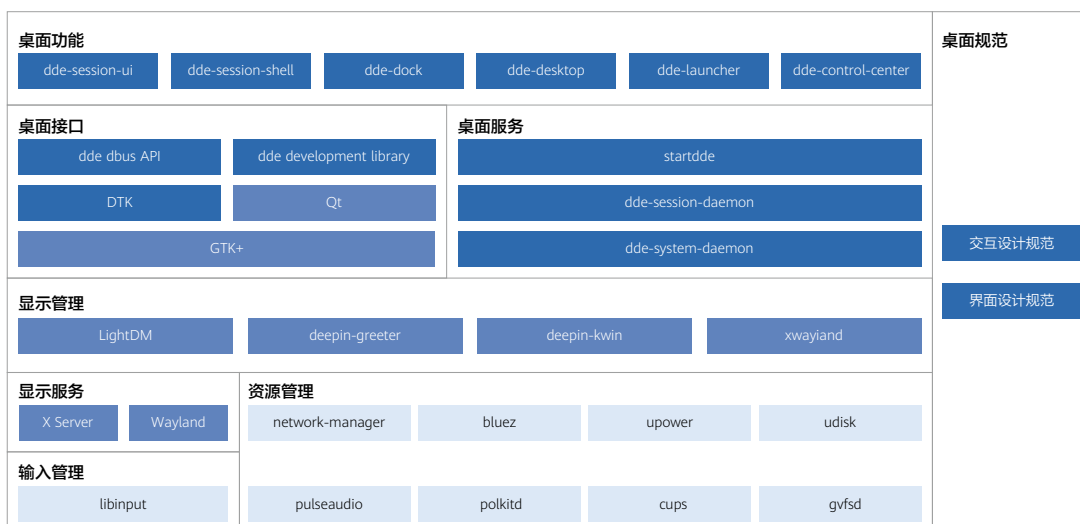 桌面功能
dde-session-ui
dde-session-shell
dde-dock
dde-desktop
dde-launcher
dde-control-center
桌面接口
dde dbus API
dde development library
DTK
Qt
GTK+
桌面服务
startdde
dde-session-daemon
dde-system-daemon
显示管理
LightDM
deepin-greeter
deepin-kwin
xwayiand
显示服务
X Server
Wayland
资源管理
network-manager
bluez
upower
udisk
pulseaudio
polkitd
cups
gvfsd
输入管理
libinput
桌面规范
交互设计规范
界面设计规范